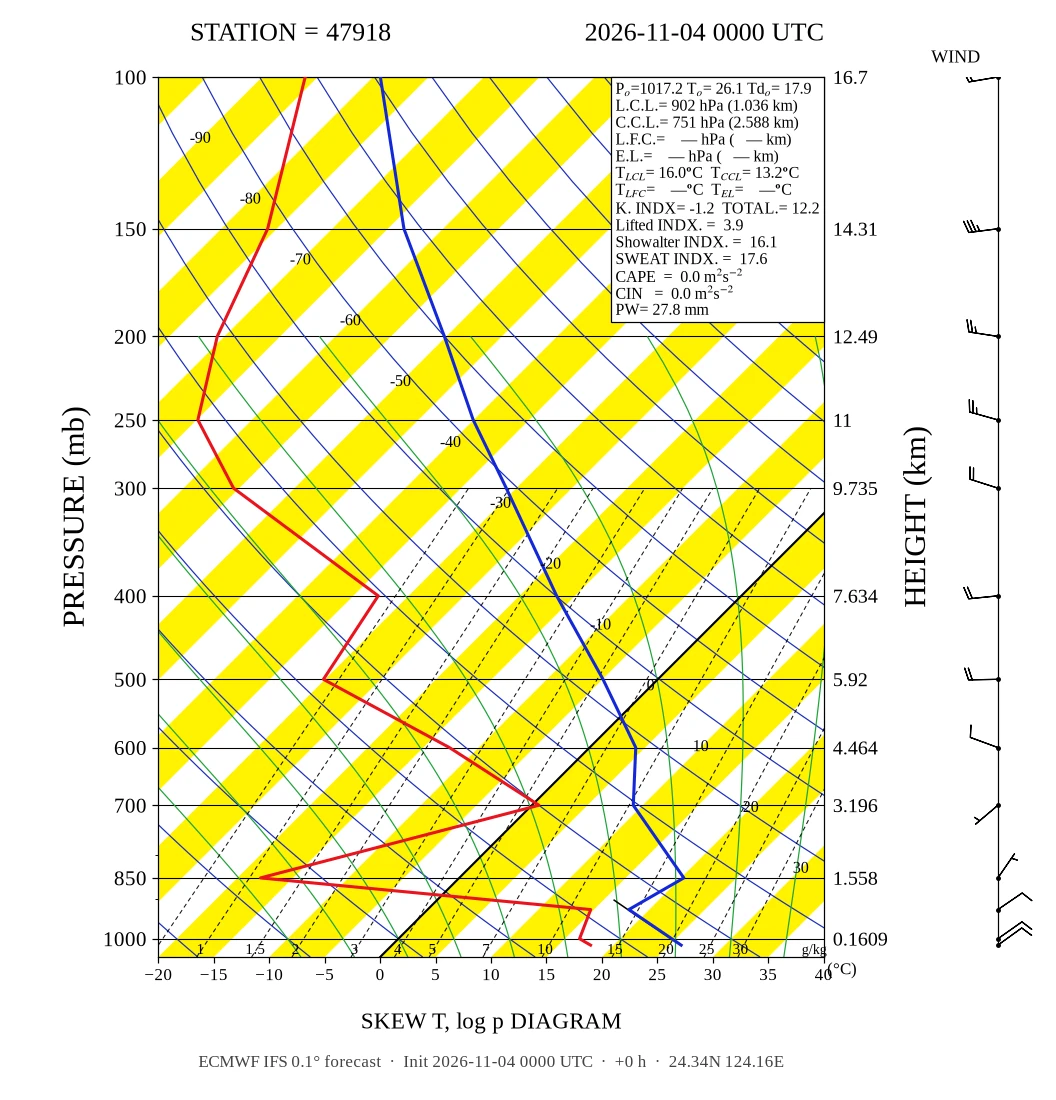 STATION = 47918 2026-11-04 0000 UTC
WIND
100 16.7
P₀=1017.2 T₀= 26.1 Td₀= 17.9
L.C.L.= 902 hPa (1.036 km)
C.C.L.= 751 hPa (2.588 km)
L.F.C.= — hPa ( — km)
E.L.= — hPa ( — km)
T_LCL= 16.0°C T_CCL= 13.2°C
T_LFC= —°C T_EL= —°C
K. INDX= -1.2 TOTAL.= 12.2
Lifted INDX. = 3.9
Showalter INDX. = 16.1
SWEAT INDX. = 17.6
CAPE = 0.0 m²s⁻²
CIN = 0.0 m²s⁻²
PW= 27.8 mm
-90
-80
150 14.31
-70
-60
200 12.49
-50
250 11
-40
300 9.735
-30
-20
400 7.634
-10
500 5.92
0
600 4.464
10
700 3.196
20
850 1.558
30
1000 0.1609
1 1.5 2 3 4 5 7 10 15 20 25 30 g/kg
−20 −15 −10 −5 0 5 10 15 20 25 30 35 40 (°C)
PRESSURE (mb)
HEIGHT (km)
SKEW T, log p DIAGRAM
ECMWF IFS 0.1° forecast · Init 2026-11-04 0000 UTC · +0 h · 24.34N 124.16E